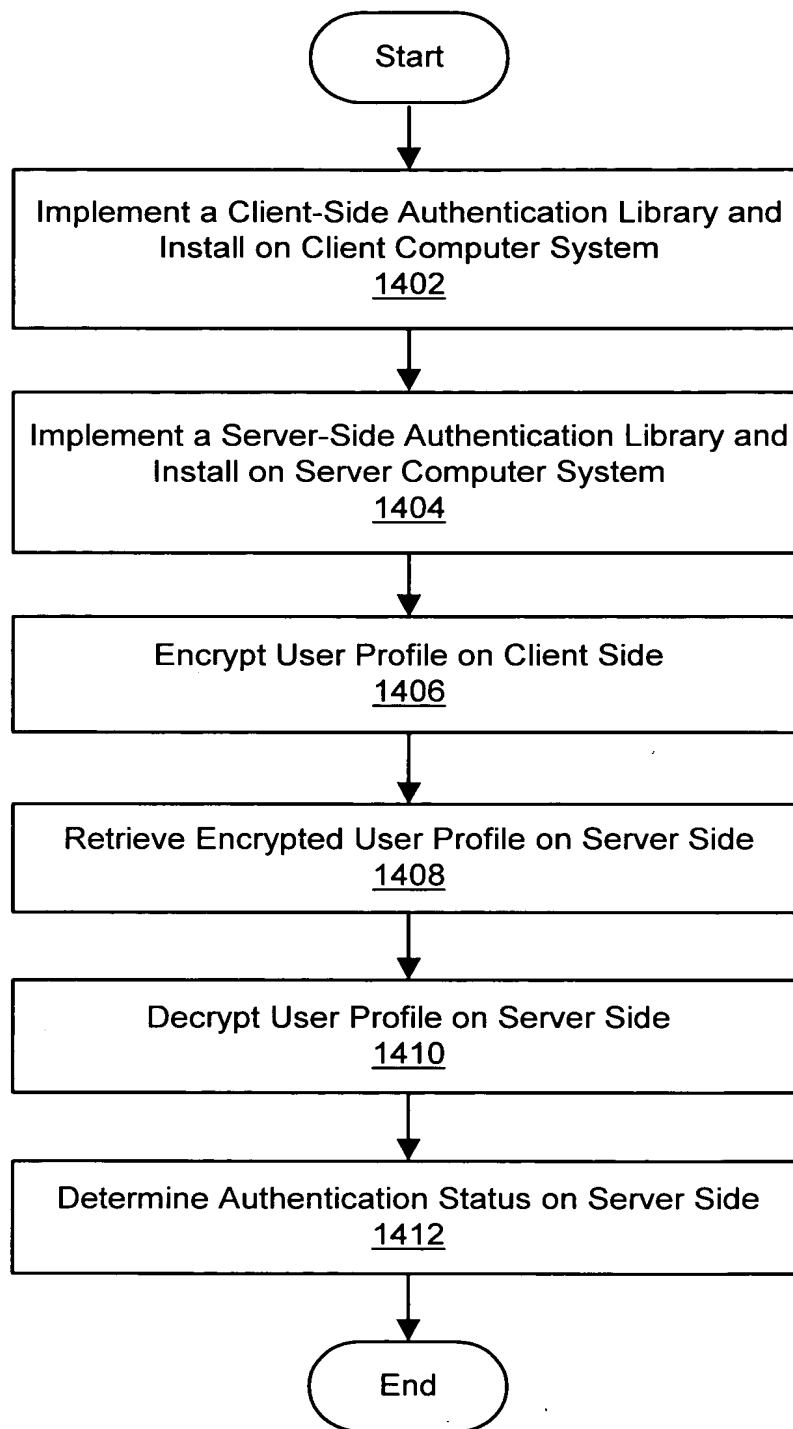 Start
Implement a Client-Side Authentication Library and
Install on Client Computer System
1402
Implement a Server-Side Authentication Library and
Install on Server Computer System
1404
Encrypt User Profile on Client Side
1406
Retrieve Encrypted User Profile on Server Side
1408
Decrypt User Profile on Server Side
1410
Determine Authentication Status on Server Side
1412
End